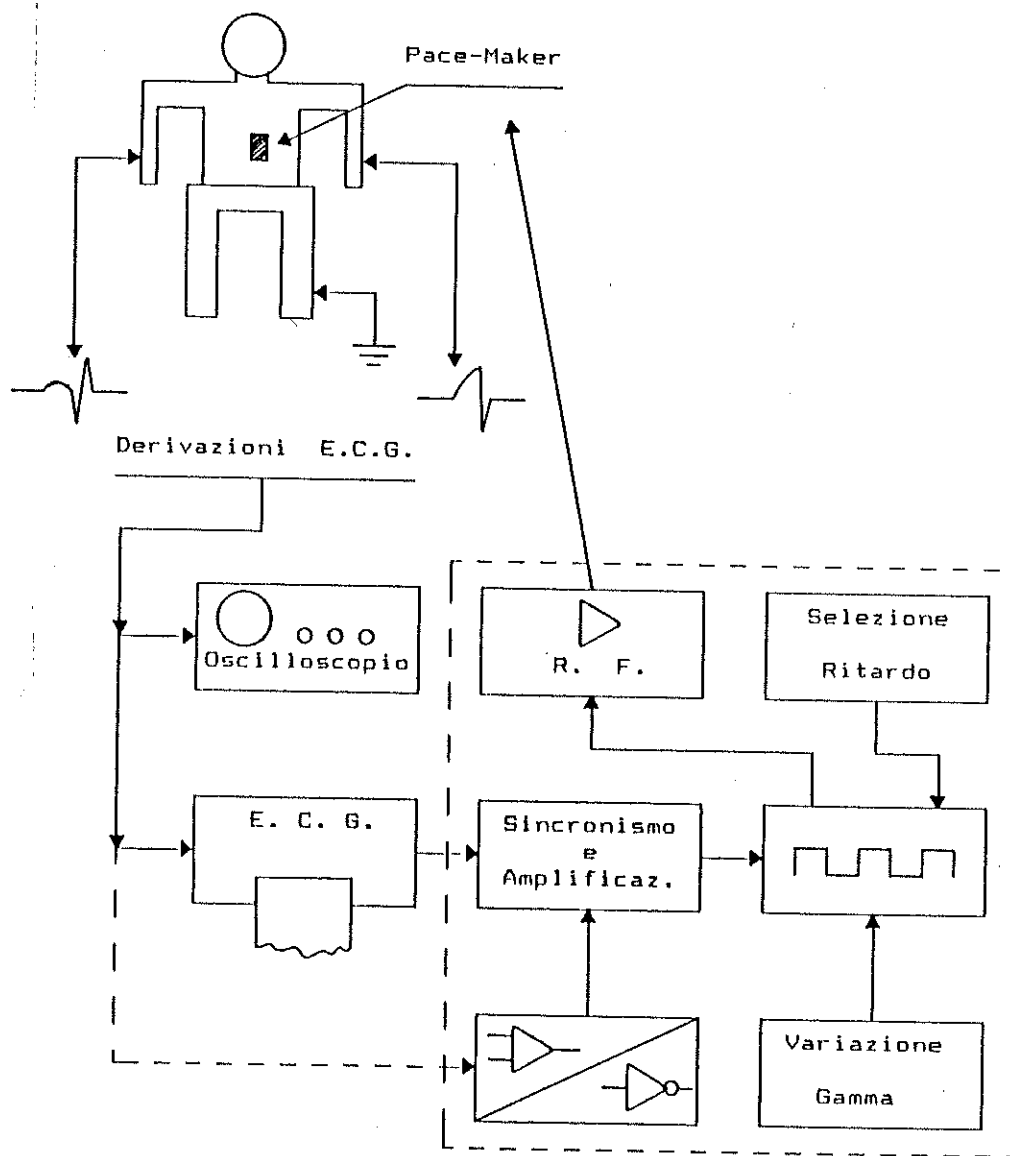 Pace-Maker
Derivazioni E.C.G.
Oscilloscopio
R. F.
Selezione
Ritardo
E. C. G.
Sincronismo
e
Amplificaz.
Variazione
Gamma